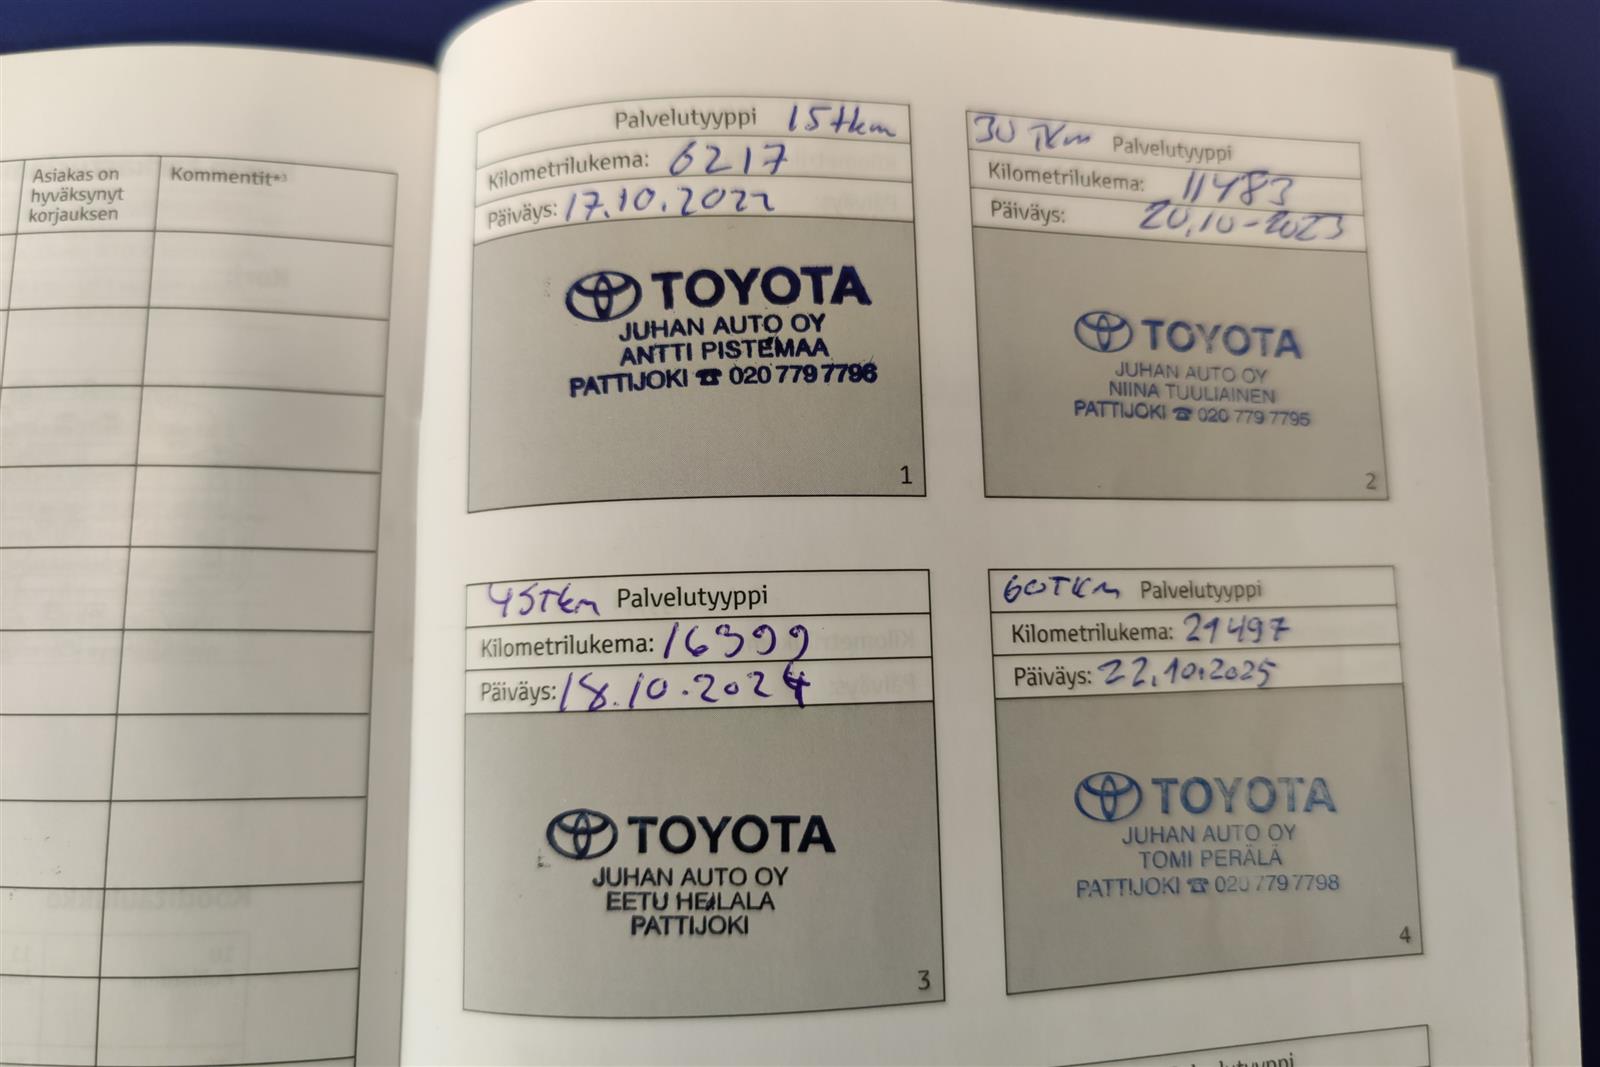 Asiakas on
hyväksynyt
korjauksen
Kommentit*3
Palvelutyyppi 15tkm
Kilometrilukema: 6217
Päiväys: 17.10.2022
TOYOTA
JUHAN AUTO OY
ANTTI PISTEMAA
PATTIJOKI ☎ 020 779 7796
1
30 TKm Palvelutyyppi
Kilometrilukema: 11483
Päiväys: 20.10-2023
TOYOTA
JUHAN AUTO OY
NIINA TUULIAINEN
PATTIJOKI ☎ 020 779 7795
2
45Tkm Palvelutyyppi
Kilometrilukema: 16399
Päiväys: 18.10.2024
TOYOTA
JUHAN AUTO OY
EETU HEILALA
PATTIJOKI
3
60TKm Palvelutyyppi
Kilometrilukema: 21497
Päiväys: 22.10.2025
TOYOTA
JUHAN AUTO OY
TOMI PERÄLÄ
PATTIJOKI ☎ 020 779 7798
4